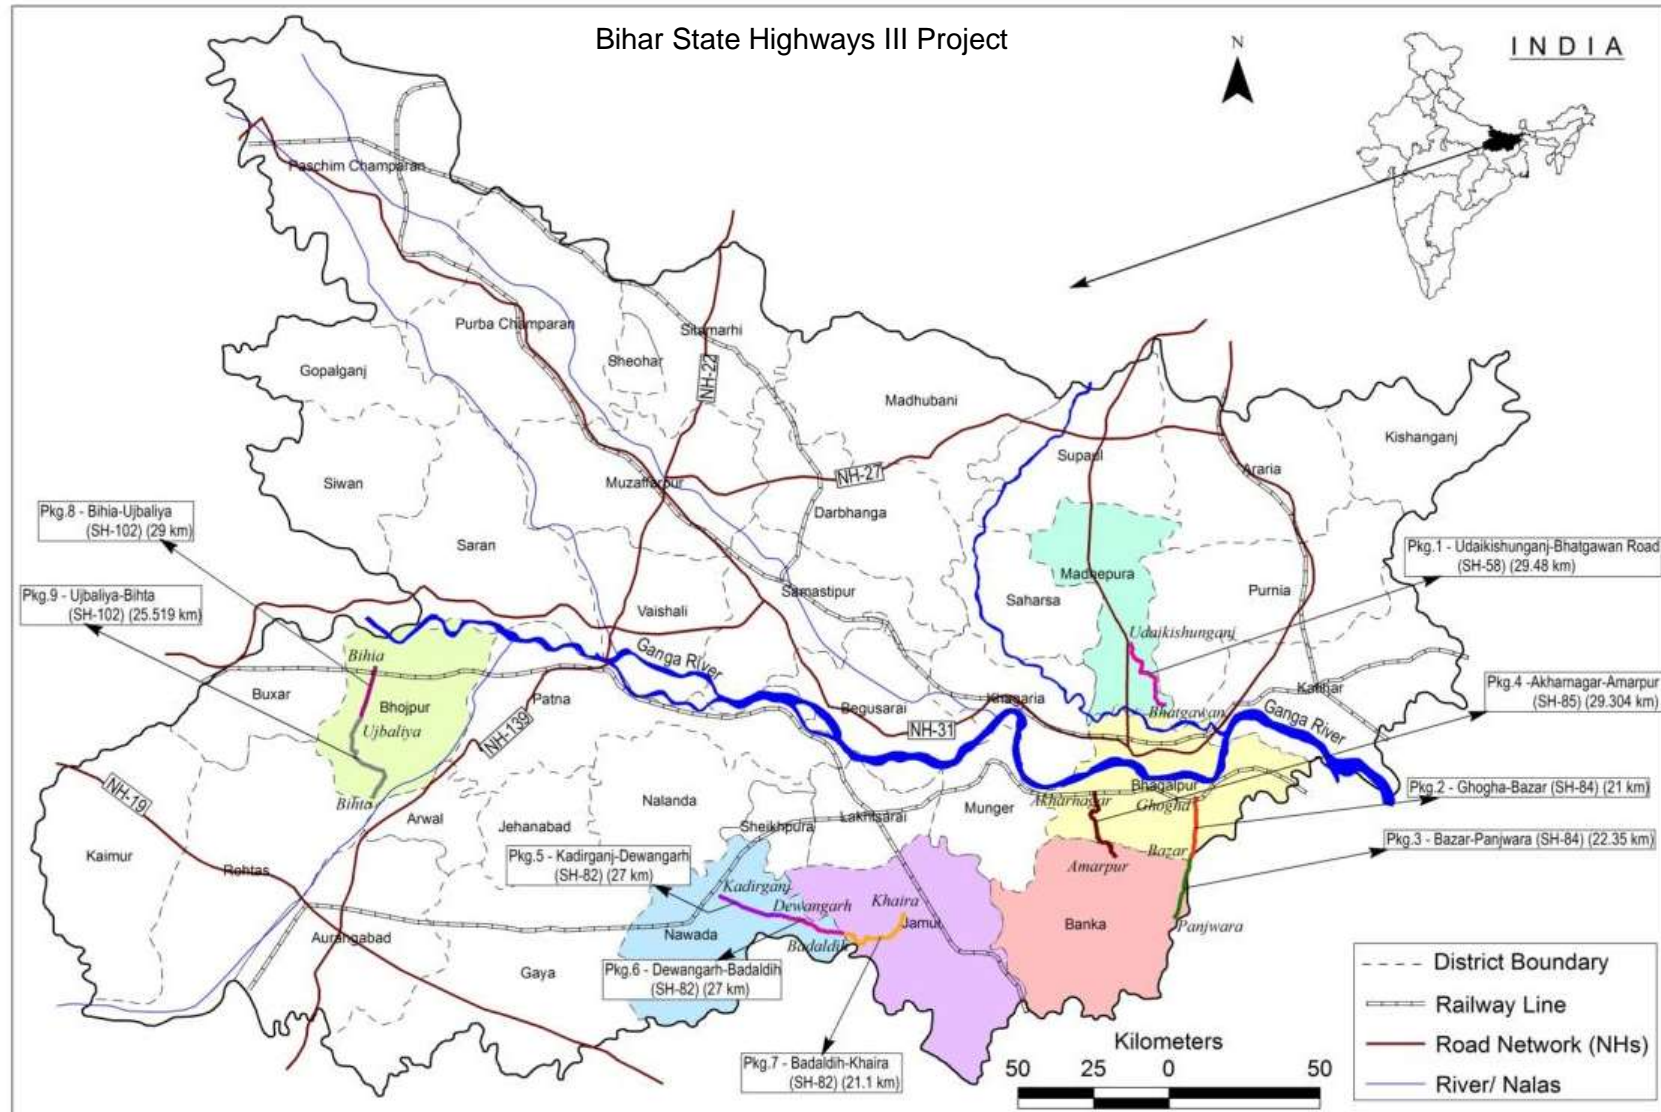 Bihar State Highways III Project
N
INDIA
Paschim Champaran
Purba Champaran
Sitamarhi
Sheohar
Gopalganj
NH-22
Madhubani
Kishanganj
Supaul
Araria
NH-27
Siwan
Muzaffarpur
Darbhanga
Pkg.8 - Bihia-Ujbaliya
(SH-102) (29 km)
Saran
Pkg.1 - Udaikishunganj-Bhatgawan Road
(SH-58) (29.48 km)
Madhepura
Pkg.9 - Ujbaliya-Bihta
(SH-102) (25.519 km)
Samastipur
Purnia
Saharsa
Vaishali
Udaikishunganj
Ganga River
Bihia
Buxar
Patna
Khagaria
Katihar
Pkg.4 -Akharnagar-Amarpur
(SH-85) (29.304 km)
Bhojpur
Begusarai
Bhatgawan
Ganga River
Ujbaliya
NH-139
NH-31
NH-19
Bihta
Nalanda
Munger
Akharnagar
Bhagalpur
Ghogha
Pkg.2 - Ghogha-Bazar (SH-84) (21 km)
Arwal
Jehanabad
Sheikhpura
Lakhtsarai
Kaimur
Rohtas
Pkg.5 - Kadirganj-Dewangarh
(SH-82) (27 km)
Bazar
Pkg.3 - Bazar-Panjwara (SH-84) (22.35 km)
Amarpur
Kadirganj
Dewangarh
Khaira
Jamui
Banka
Panjwara
Aurangabad
Nawada
Badaldih
Gaya
Pkg.6 - Dewangarh-Badaldih
(SH-82) (27 km)
Pkg.7 - Badaldih-Khaira
(SH-82) (21.1 km)
Kilometers
50 25 0 50
District Boundary
Railway Line
Road Network (NHs)
River/ Nalas